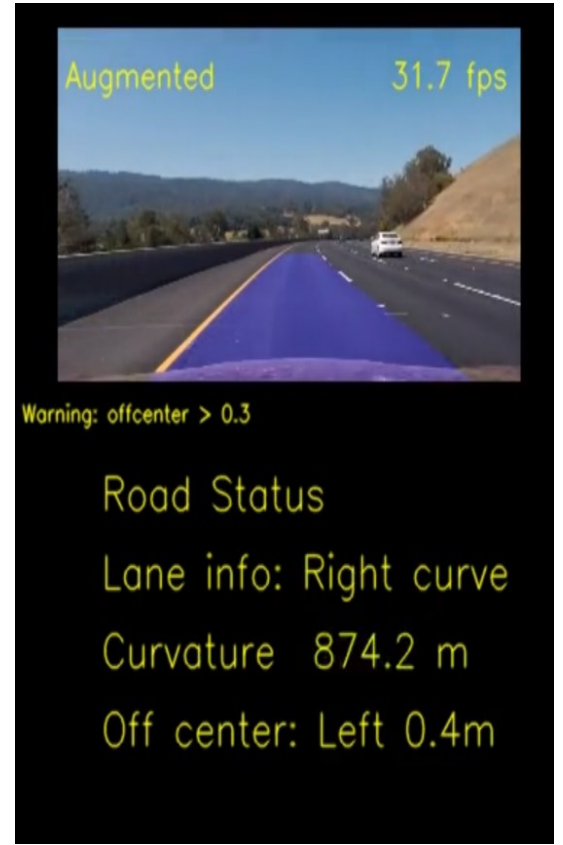 Augmented 31.7 fps
Warning: offcenter > 0.3
Road Status
Lane info: Right curve
Curvature 874.2 m
Off center: Left 0.4m